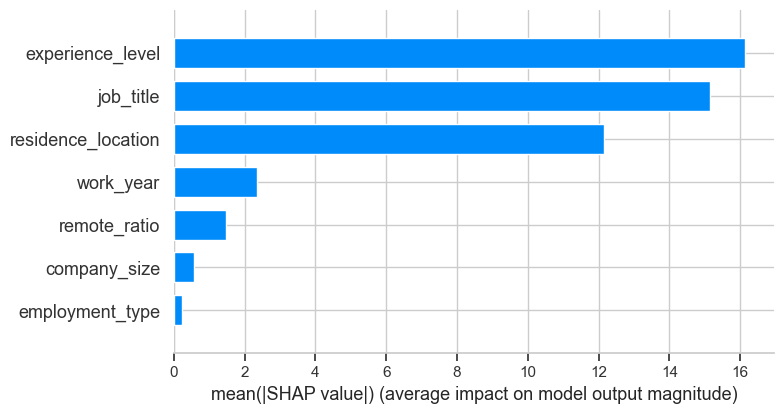 experience_level
job_title
residence_location
work_year
remote_ratio
company_size
employment_type
0 2 4 6 8 10 12 14 16
mean(|SHAP value|) (average impact on model output magnitude)